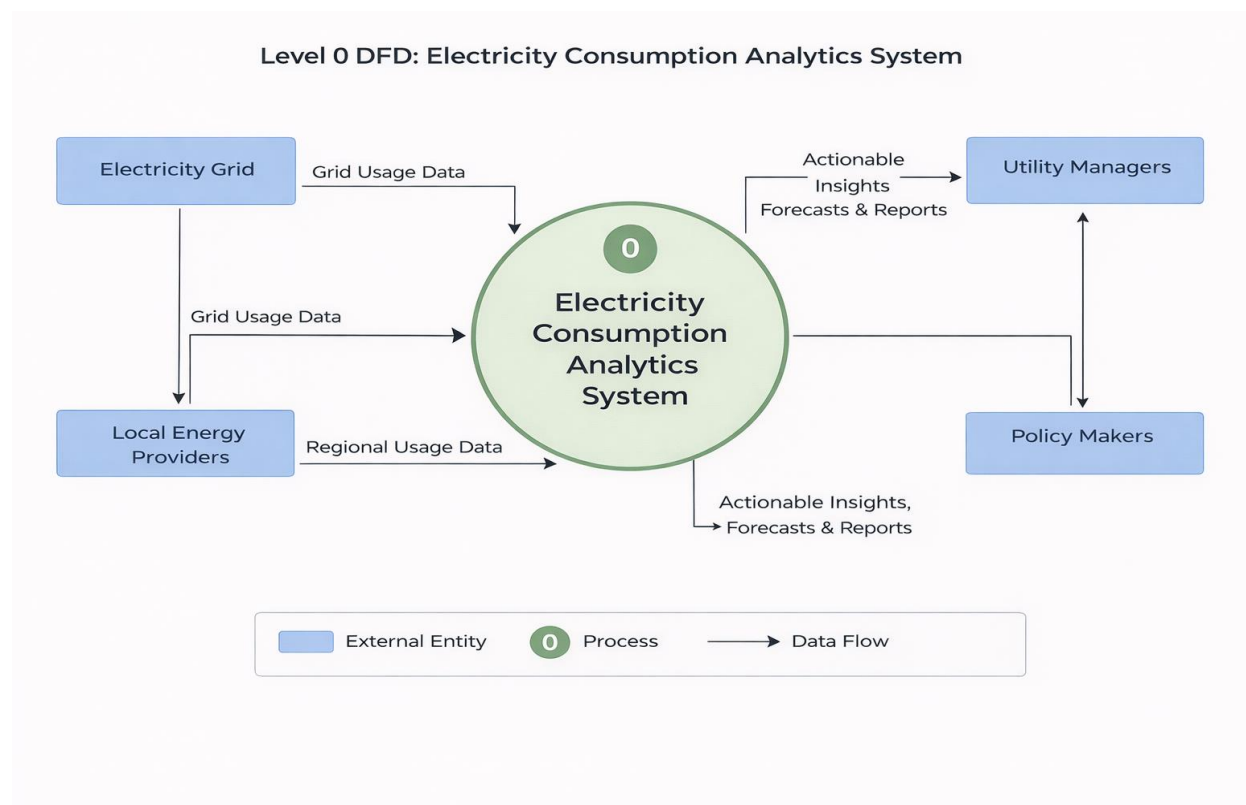 Level 0 DFD: Electricity Consumption Analytics System
Electricity Grid
Grid Usage Data
Actionable
Insights
Forecasts & Reports
Utility Managers
0
Electricity
Consumption
Analytics
System
Grid Usage Data
Local Energy
Providers
Regional Usage Data
Policy Makers
Actionable Insights,
Forecasts & Reports
External Entity
0
Process
Data Flow